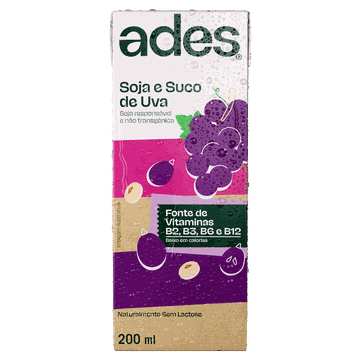 ades
Soja e Suco
de Uva
Soja responsável
e não transgênica
Fonte de
Vitaminas
B2, B3, B6 e B12
Baixo em calorias
Naturalmente Sem Lactose
200 ml